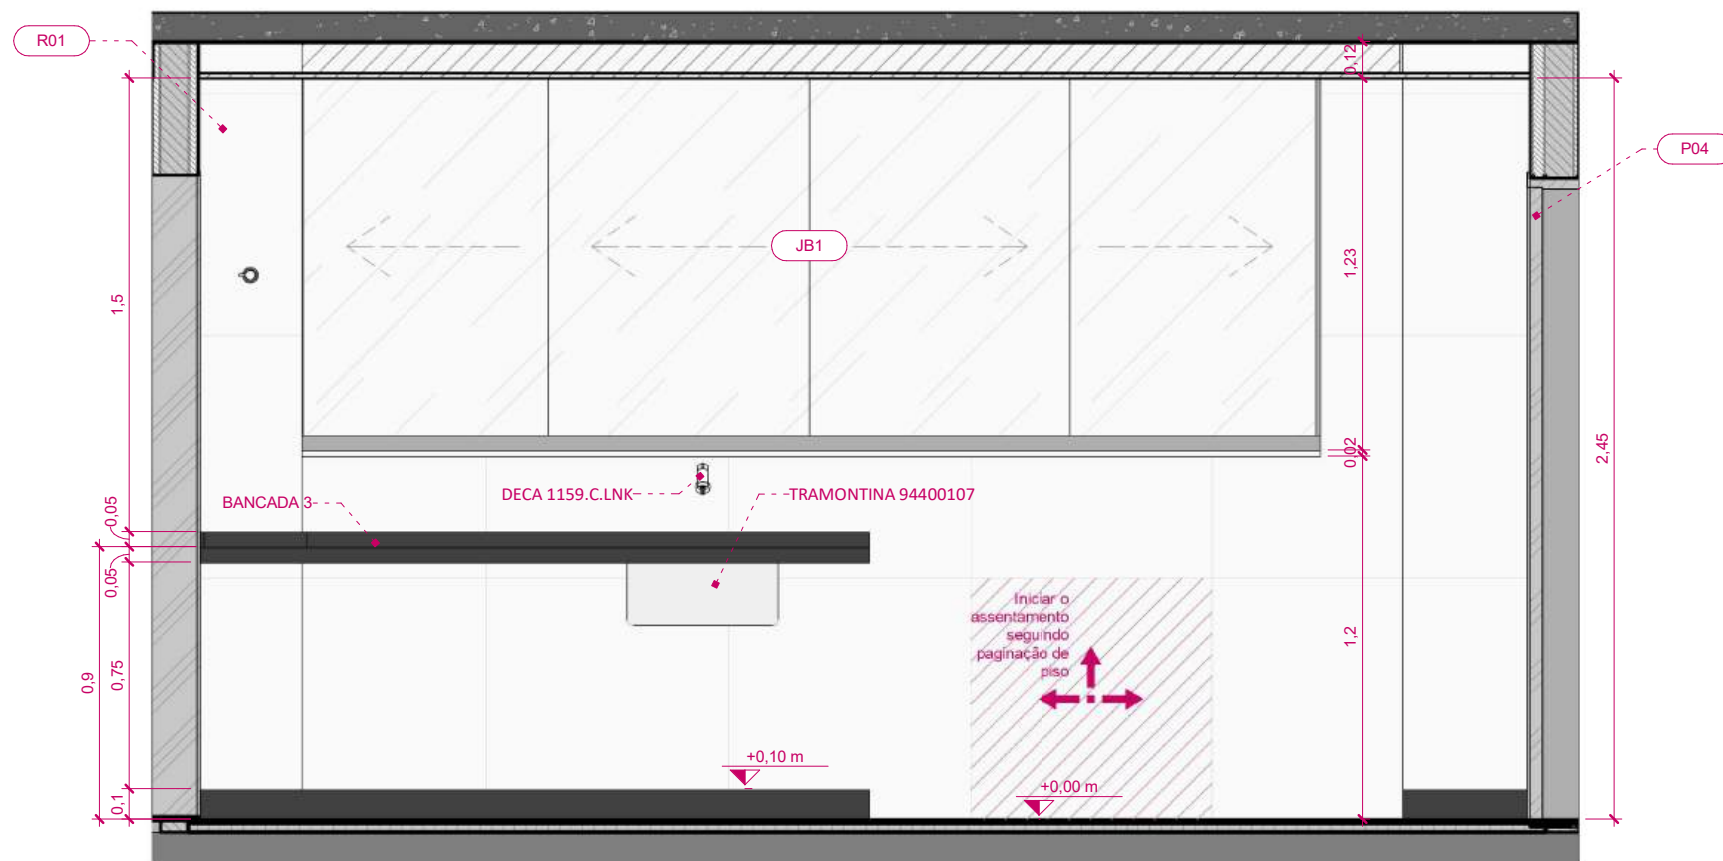 R01
0,12
P04
JB1
1,23
1,5
2,45
0,02
DECA 1159.C.LNK
TRAMONTINA 94400107
BANCADA 3
0,05
0,05
Iniciar o
assentamento
seguindo
paginação de
piso
1,2
0,75
0,9
+0,10 m
+0,00 m
0,1